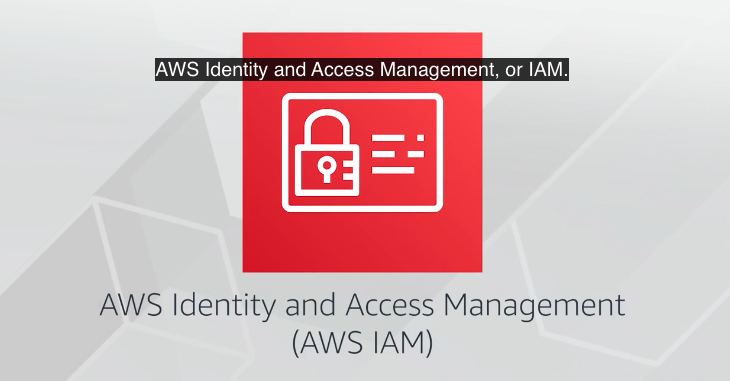 AWS Identity and Access Management, or IAM.
AWS Identity and Access Management
(AWS IAM)